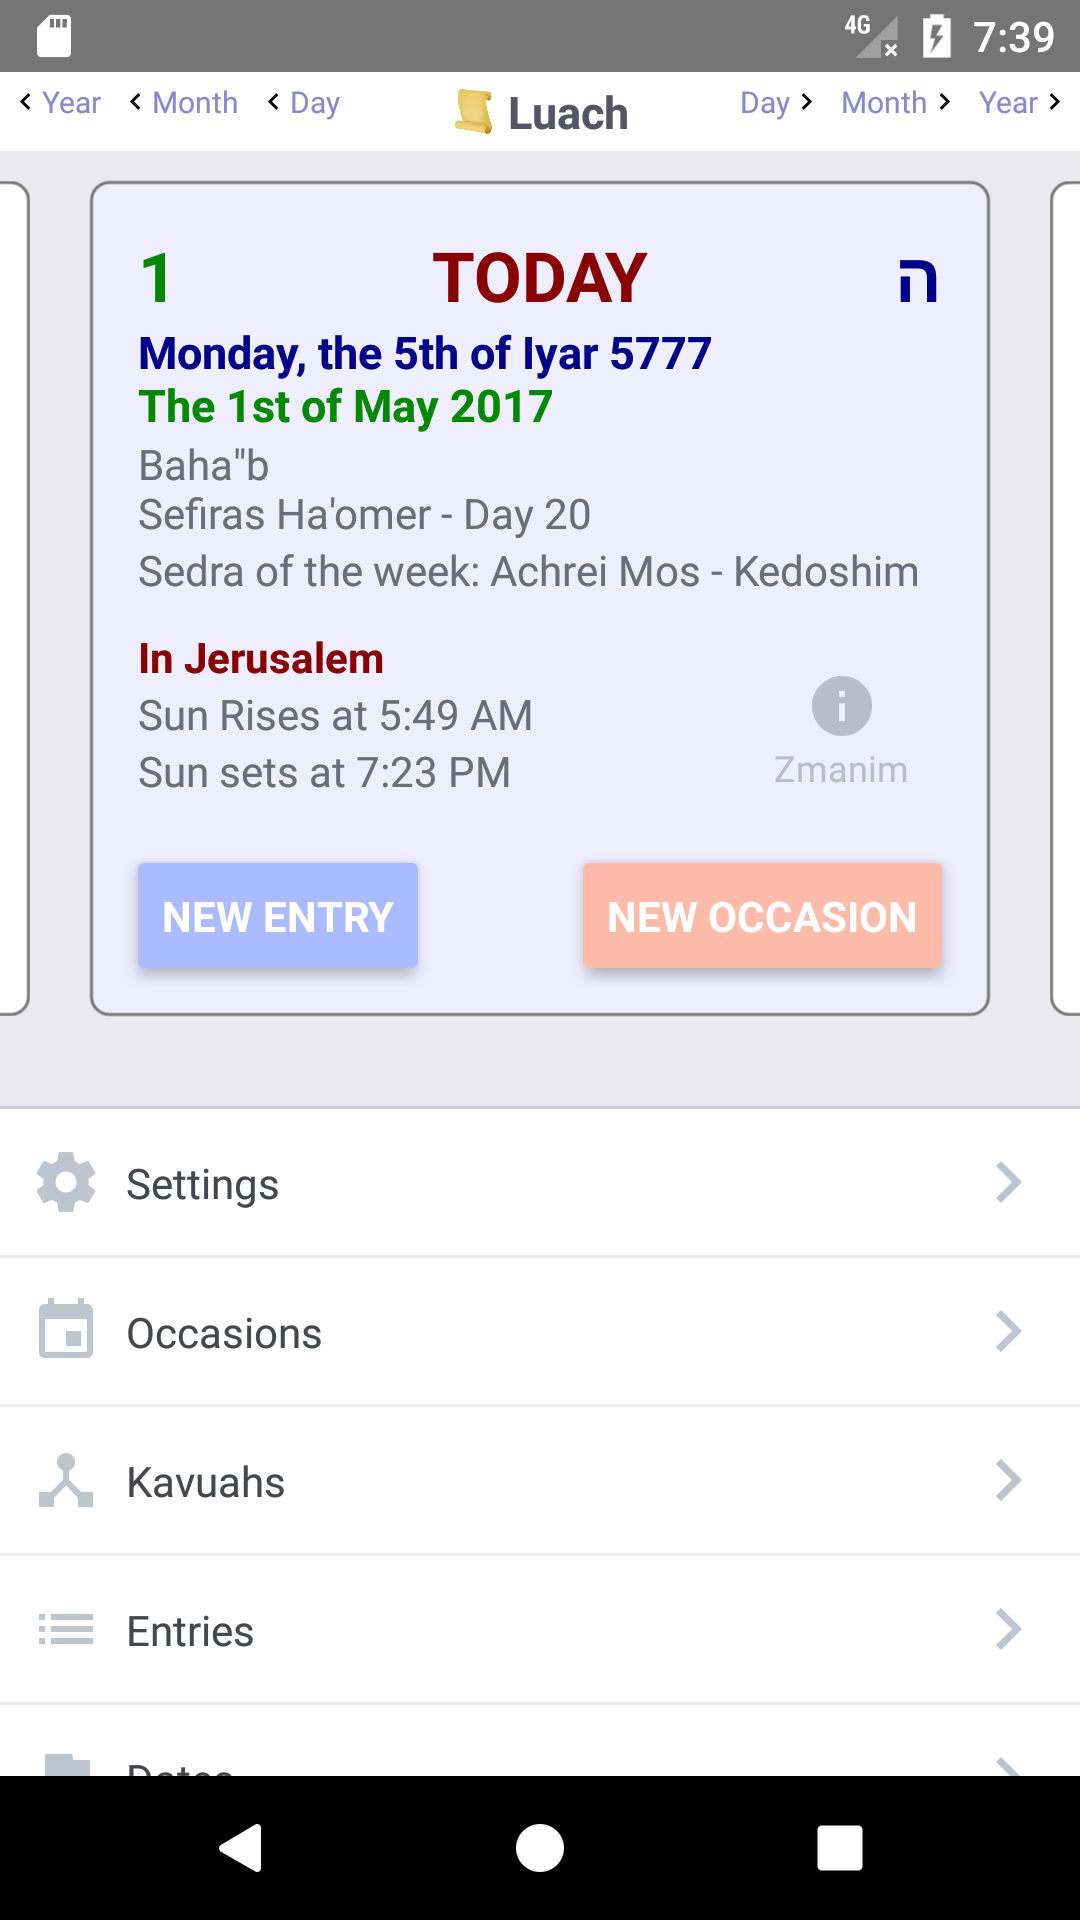 4G 7:39
Year Month Day Luach Day Month Year
1 TODAY ה
Monday, the 5th of Iyar 5777
The 1st of May 2017
Baha"b
Sefiras Ha'omer - Day 20
Sedra of the week: Achrei Mos - Kedoshim
In Jerusalem
Sun Rises at 5:49 AM
Sun sets at 7:23 PM
Zmanim
NEW ENTRY NEW OCCASION
Settings
Occasions
Kavuahs
Entries
Dates